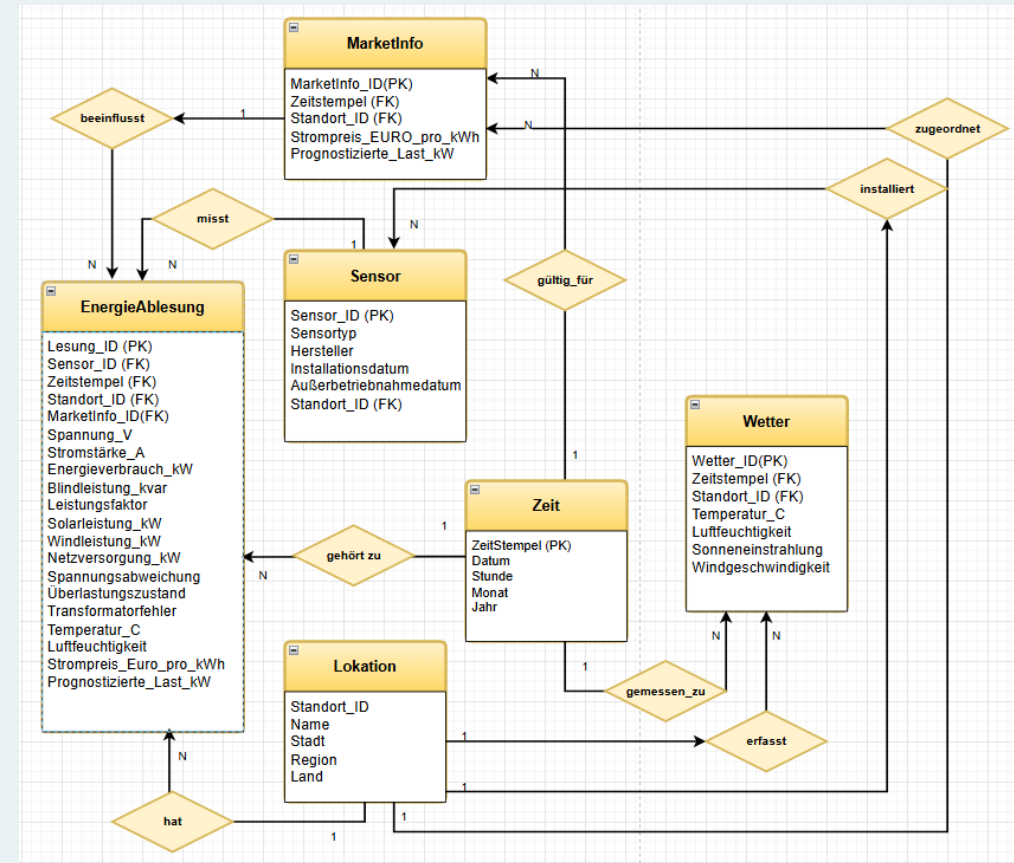 MarketInfo
MarketInfo_ID(PK)
Zeitstempel (FK)
Standort_ID (FK)
Strompreis_EURO_pro_kWh
Prognostizierte_Last_kW
N
N
1
beeinflusst
zugeordnet
installiert
misst
N
1
N
N
Sensor
Sensor_ID (PK)
Sensortyp
Hersteller
Installationsdatum
Außerbetriebnahmedatum
Standort_ID (FK)
gültig_für
1
EnergieAblesung
Lesung_ID (PK)
Sensor_ID (FK)
Zeitstempel (FK)
Standort_ID (FK)
MarketInfo_ID(FK)
Spannung_V
Stromstärke_A
Energieverbrauch_kW
Blindleistung_kvar
Leistungsfaktor
Solarleistung_kW
Windleistung_kW
Netzversorgung_kW
Spannungsabweichung
Überlastungszustand
Transformatorfehler
Temperatur_C
Luftfeuchtigkeit
Strompreis_Euro_pro_kWh
Prognostizierte_Last_kW
Wetter
Wetter_ID(PK)
Zeitstempel (FK)
Standort_ID (FK)
Temperatur_C
Luftfeuchtigkeit
Sonneneinstrahlung
Windgeschwindigkeit
Zeit
ZeitStempel (PK)
Datum
Stunde
Monat
Jahr
1
gehört zu
N
N
N
1
gemessen_zu
Lokation
Standort_ID
Name
Stadt
Region
Land
1
erfasst
1
1
N
hat
1